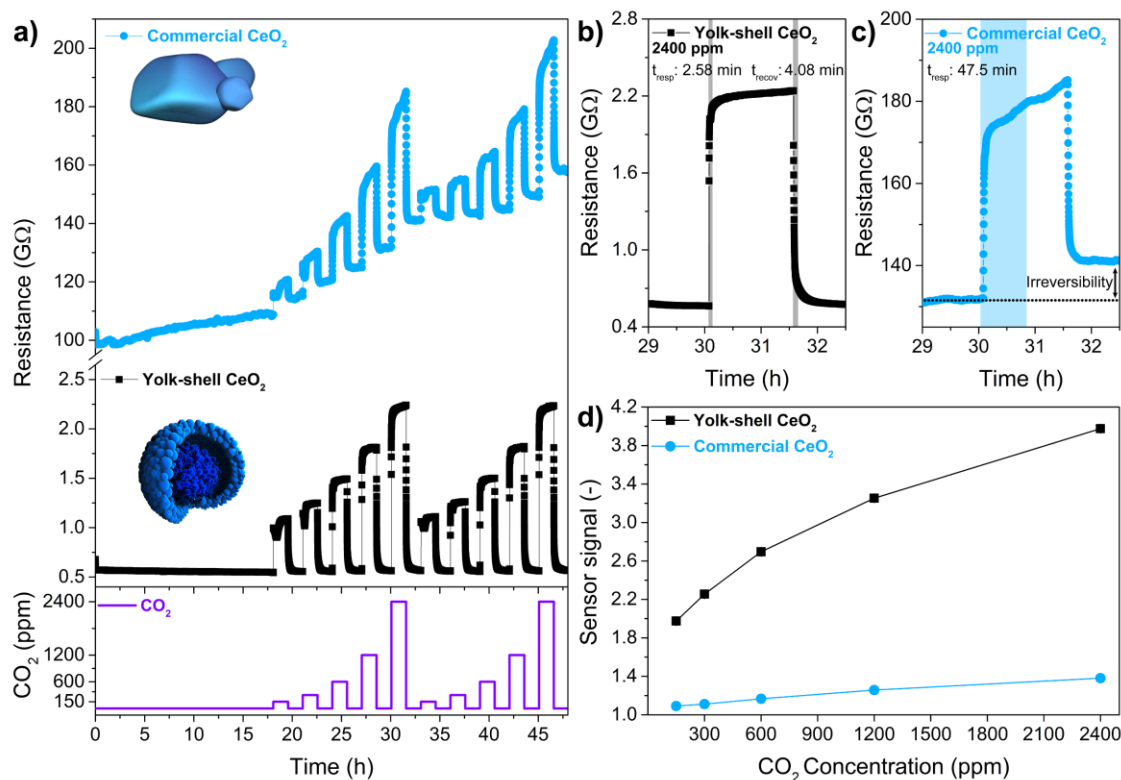 a)
Commercial CeO₂
200
180
160
140
120
100
Resistance (GΩ)
Yolk-shell CeO₂
2.5
2.0
1.5
1.0
0.5
CO₂
2400
1200
600
150
CO₂ (ppm)
0 5 10 15 20 25 30 35 40 45
Time (h)
b)
Yolk-shell CeO₂
2400 ppm
t_resp: 2.58 min t_recov: 4.08 min
2.8
2.2
1.6
1.0
0.4
Resistance (GΩ)
29 30 31 32
Time (h)
c)
Commercial CeO₂
2400 ppm
t_resp: 47.5 min
200
180
160
140
Resistance (GΩ)
Irreversibility
29 30 31 32
Time (h)
d)
Yolk-shell CeO₂
Commercial CeO₂
4.2
3.8
3.4
3.0
2.6
2.2
1.8
1.4
1.0
Sensor signal (-)
300 600 900 1200 1500 1800 2100 2400
CO₂ Concentration (ppm)